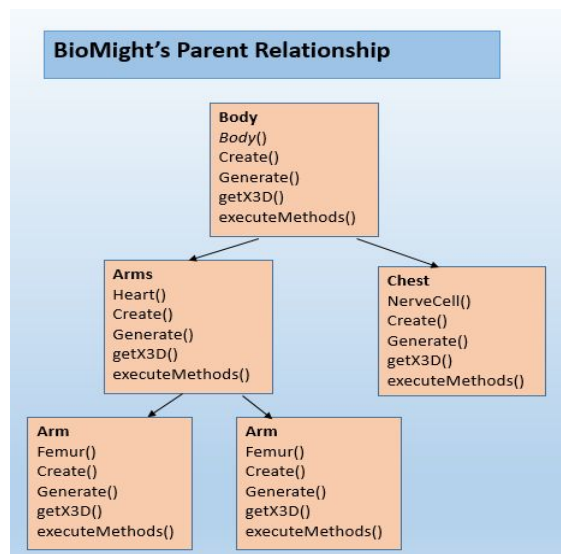 BioMight's Parent Relationship
Body
Body()
Create()
Generate()
getX3D()
executeMethods()
Arms
Heart()
Create()
Generate()
getX3D()
executeMethods()
Chest
NerveCell()
Create()
Generate()
getX3D()
executeMethods()
Arm
Femur()
Create()
Generate()
getX3D()
executeMethods()
Arm
Femur()
Create()
Generate()
getX3D()
executeMethods()